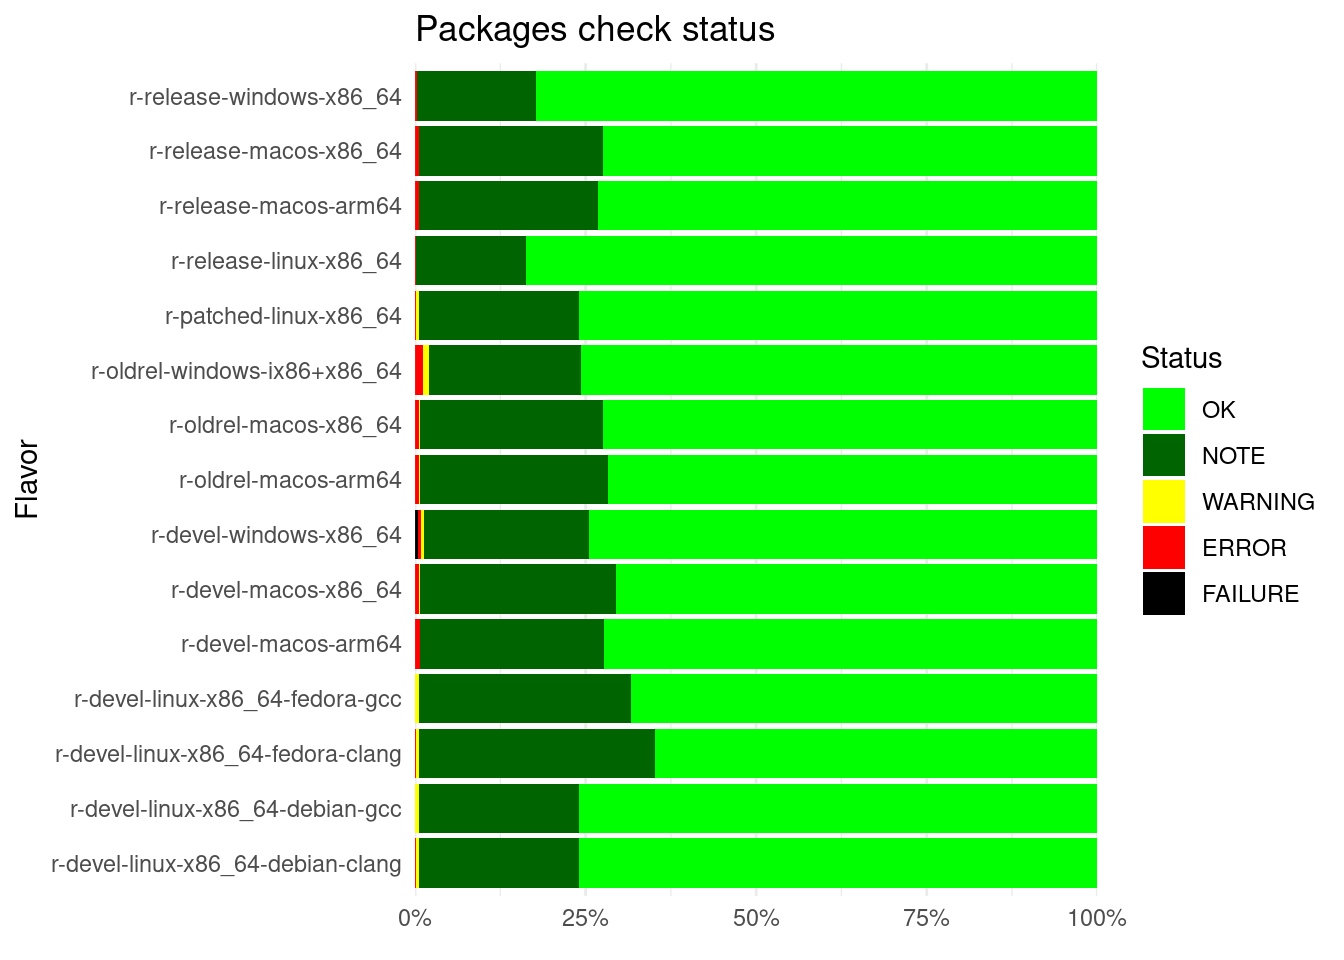 Packages check status
Flavor
r-release-windows-x86_64
r-release-macos-x86_64
r-release-macos-arm64
r-release-linux-x86_64
r-patched-linux-x86_64
r-oldrel-windows-ix86+x86_64
r-oldrel-macos-x86_64
r-oldrel-macos-arm64
r-devel-windows-x86_64
r-devel-macos-x86_64
r-devel-macos-arm64
r-devel-linux-x86_64-fedora-gcc
r-devel-linux-x86_64-fedora-clang
r-devel-linux-x86_64-debian-gcc
r-devel-linux-x86_64-debian-clang
0% 25% 50% 75% 100%
Status
OK
NOTE
WARNING
ERROR
FAILURE